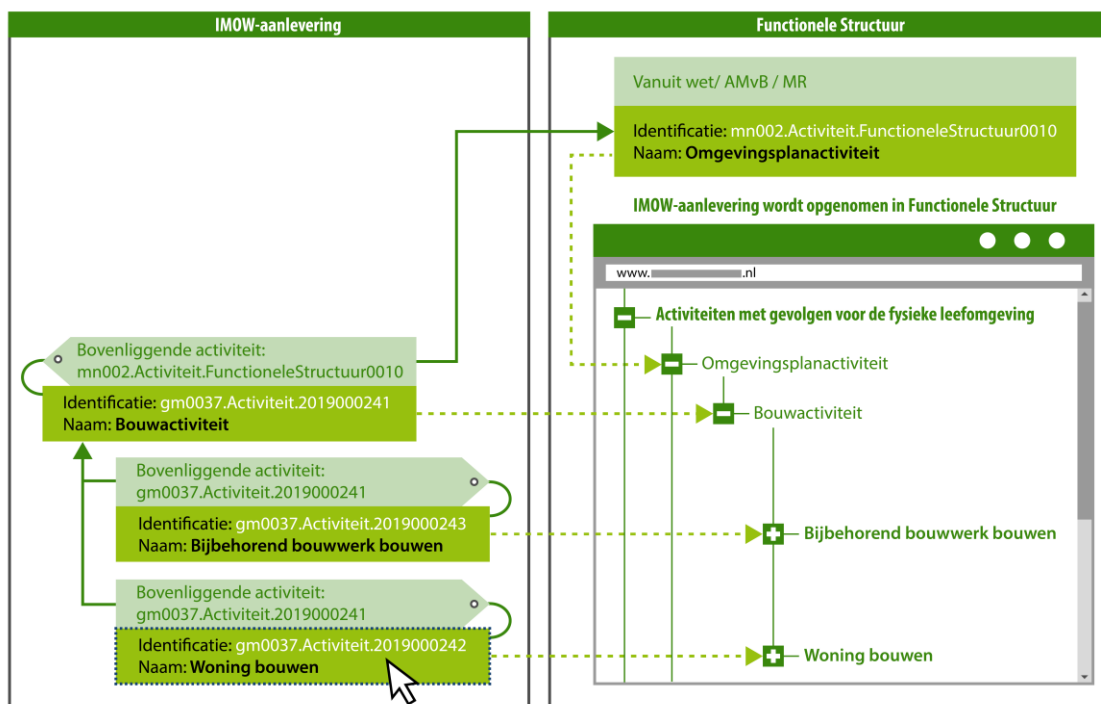 IMOW-aanlevering
Bovenliggende activiteit:
mn002.Activiteit.FunctioneleStructuur0010
Identificatie: gm0037.Activiteit.2019000241
Naam: Bouwactiviteit
Bovenliggende activiteit:
gm0037.Activiteit.2019000241
Identificatie: gm0037.Activiteit.2019000243
Naam: Bijbehorend bouwwerk bouwen
Bovenliggende activiteit:
gm0037.Activiteit.2019000241
Identificatie: gm0037.Activiteit.2019000242
Naam: Woning bouwen
Functionele Structuur
Vanuit wet/ AMvB / MR
Identificatie: mn002.Activiteit.FunctioneleStructuur0010
Naam: Omgevingsplanactiviteit
IMOW-aanlevering wordt opgenomen in Functionele Structuur
www. .nl
Activiteiten met gevolgen voor de fysieke leefomgeving
Omgevingsplanactiviteit
Bouwactiviteit
Bijbehorend bouwwerk bouwen
Woning bouwen